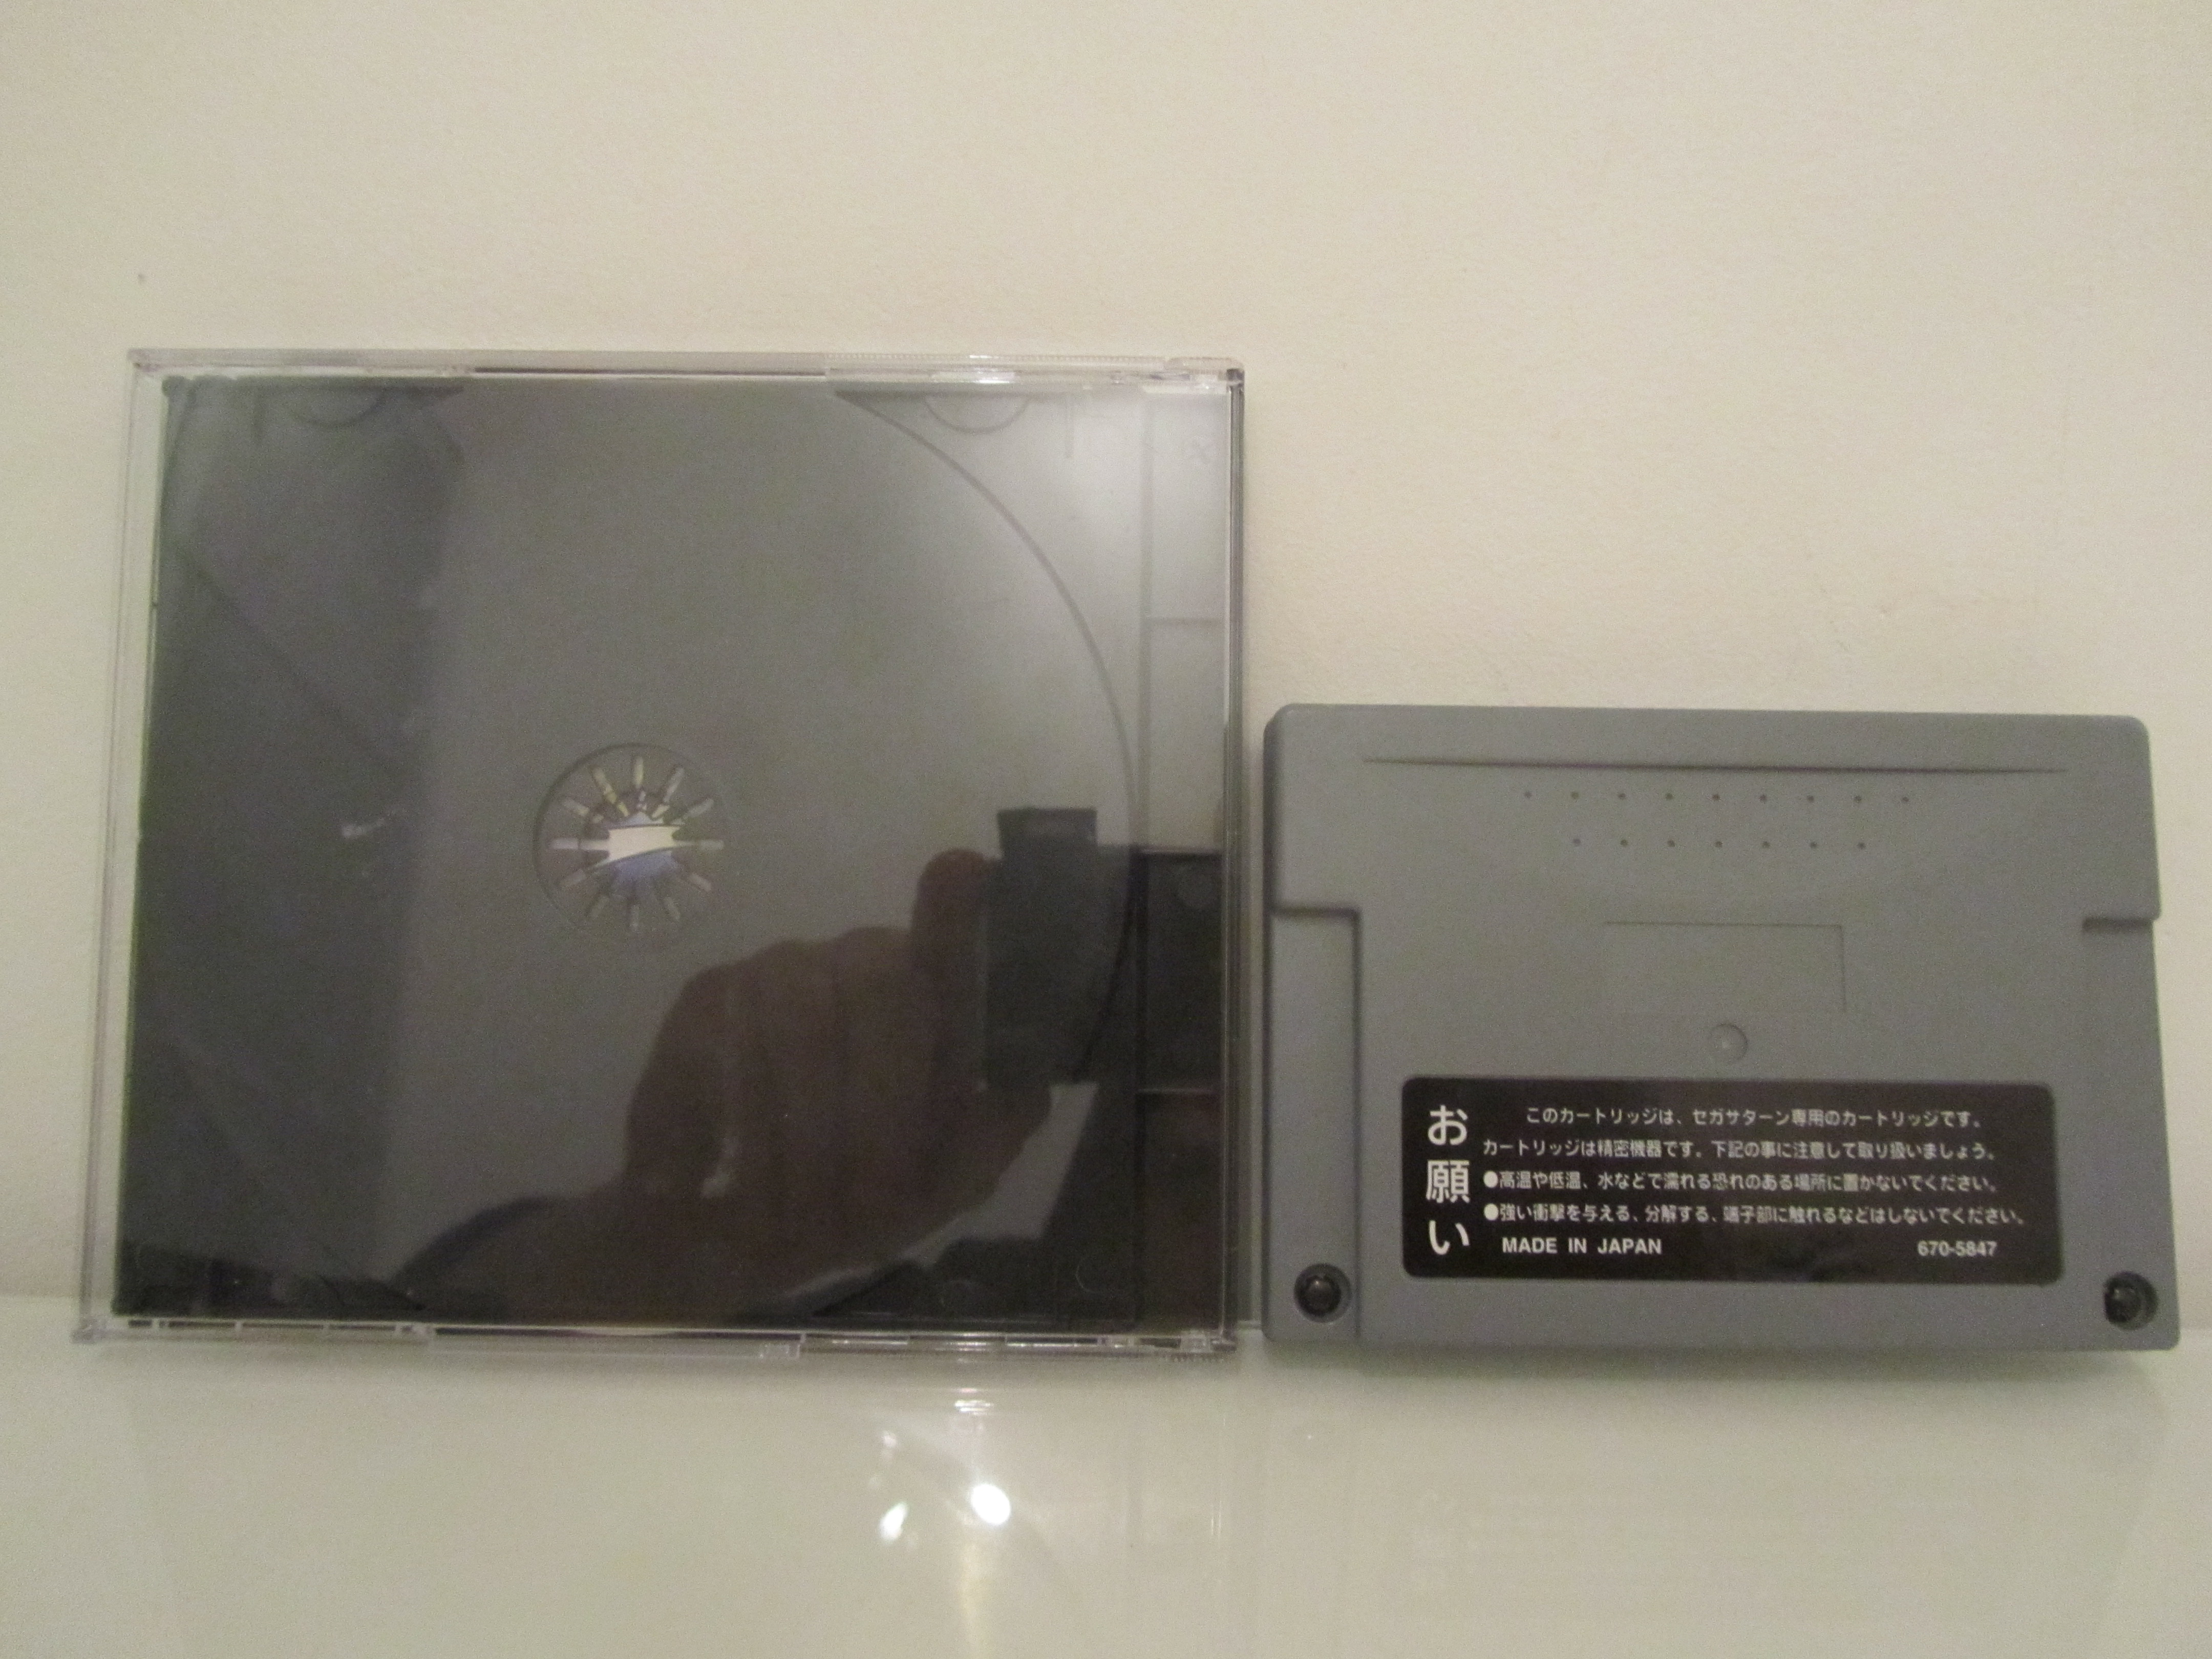 お願い
このカートリッジは、セガサターン専用のカートリッジです。
カートリッジは精密機器です。下記の事に注意して取り扱いましょう。
●高温や低温、水などで濡れる恐れのある場所に置かないでください。
●強い衝撃を与える、分解する、端子部に触れるなどはしないでください。
MADE IN JAPAN 670-5847